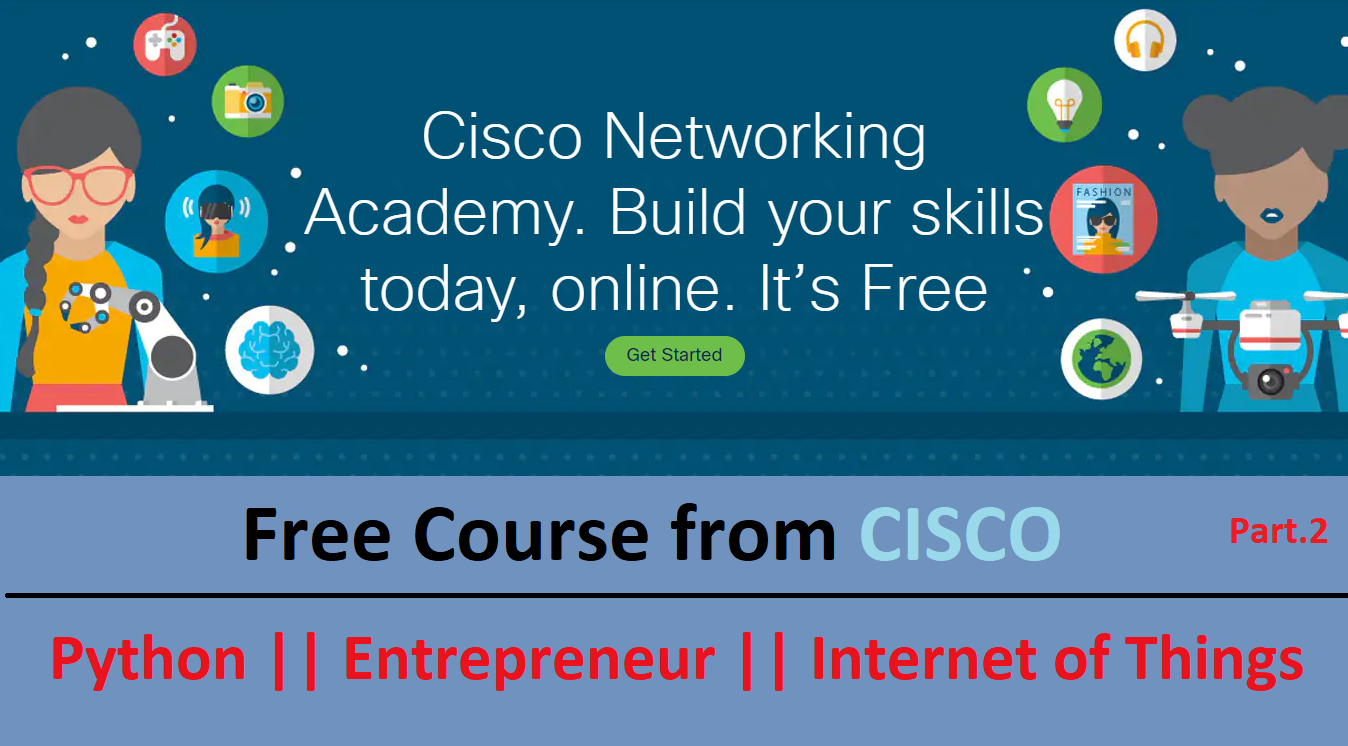 Cisco Networking
Academy. Build your skills
today, online. It's Free
FASHION
Get Started
Free Course from CISCO
Part.2
Python || Entrepreneur || Internet of Things